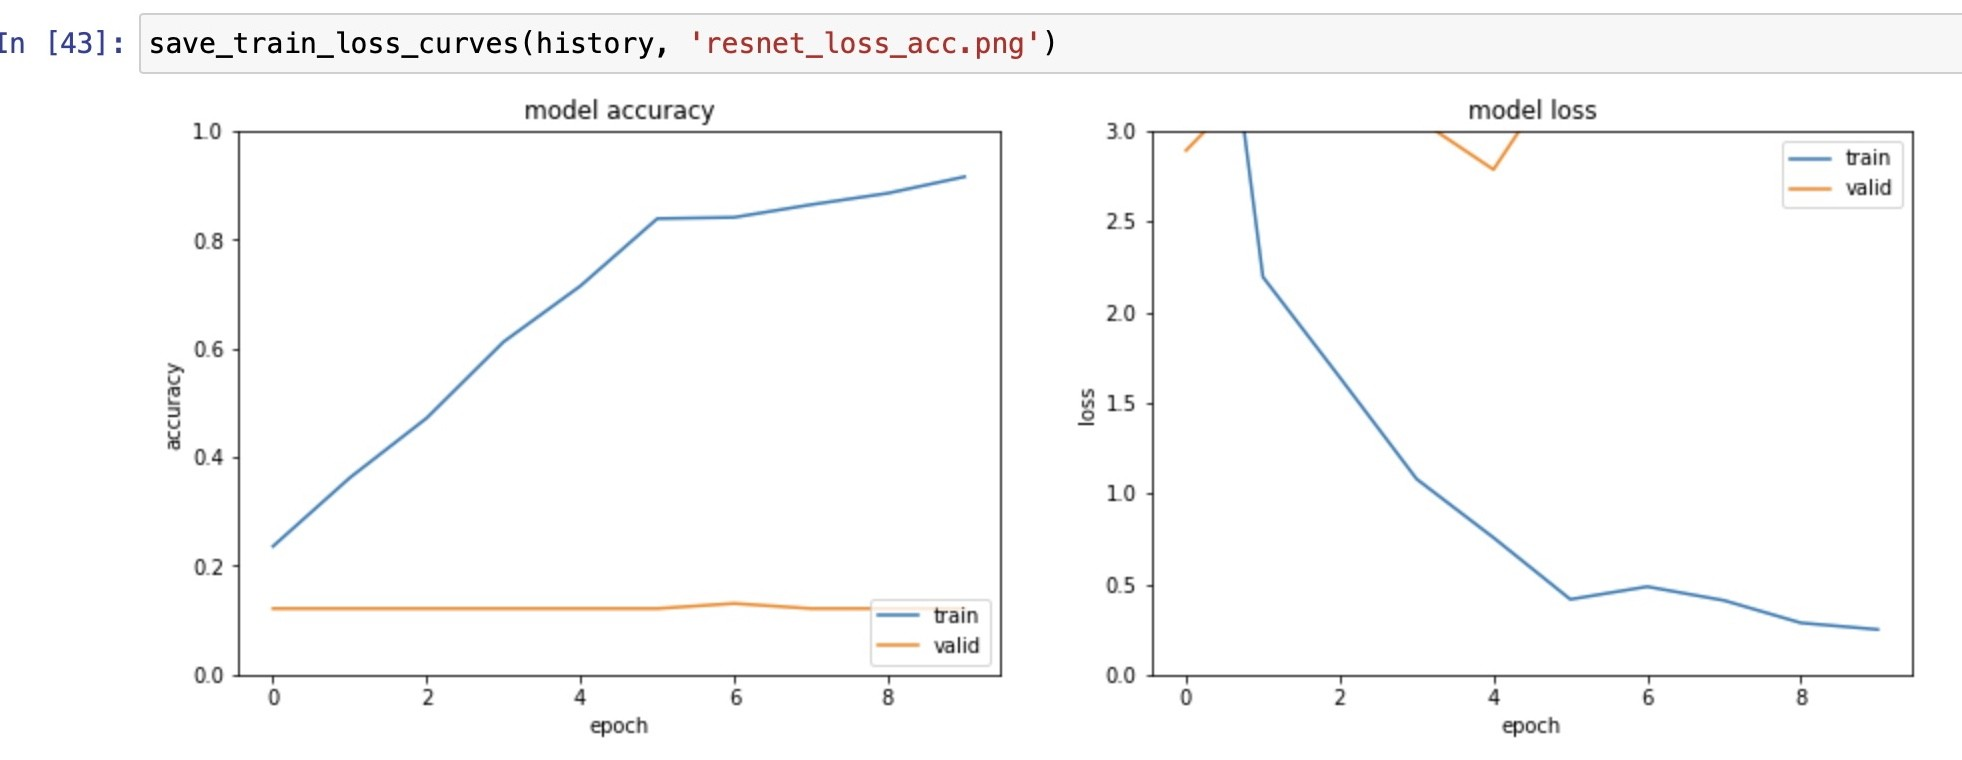 In [43]: save_train_loss_curves(history, 'resnet_loss_acc.png')
model accuracy
1.0
0.8
0.6
0.4
0.2
0.0
accuracy
0 2 4 6 8
epoch
train
valid
model loss
3.0
2.5
2.0
1.5
1.0
0.5
0.0
loss
0 2 4 6 8
epoch
train
valid